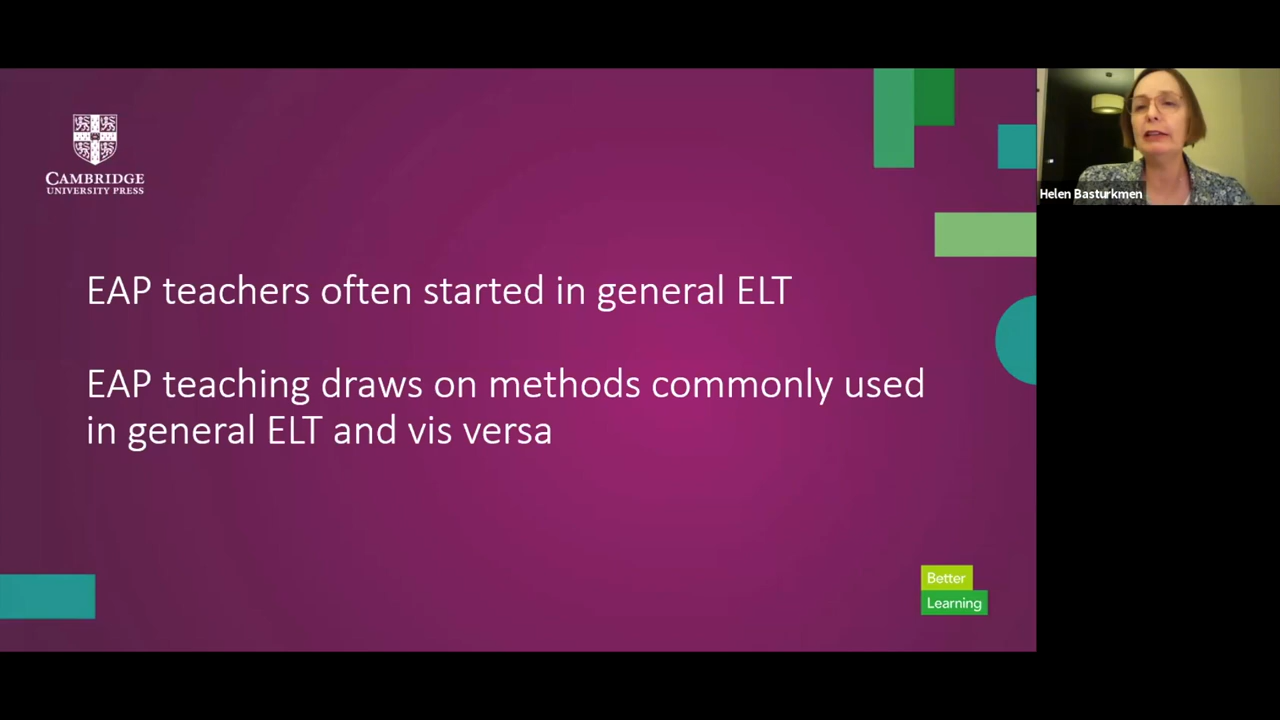 CAMBRIDGE
UNIVERSITY PRESS
EAP teachers often started in general ELT
EAP teaching draws on methods commonly used
in general ELT and vis versa
Better
Learning
Helen Basturkmen